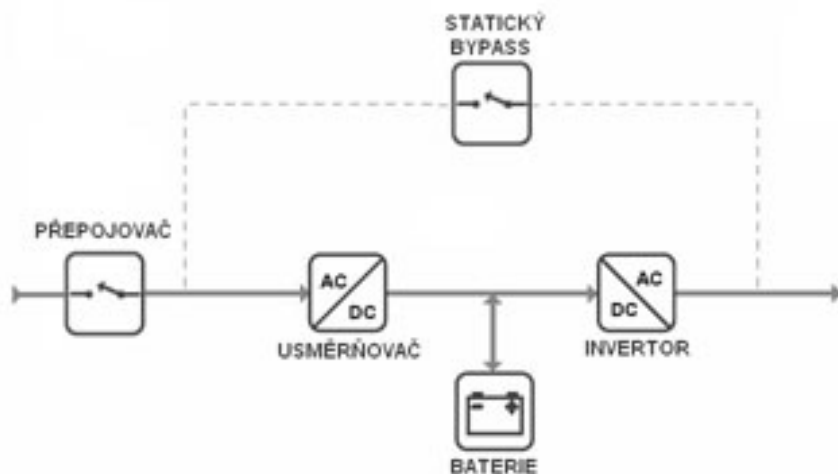 STATICKÝ
BYPASS
PŘEPOJOVAČ
AC
DC
USMĚRŇOVAČ
AC
DC
INVERTOR
BATERIE